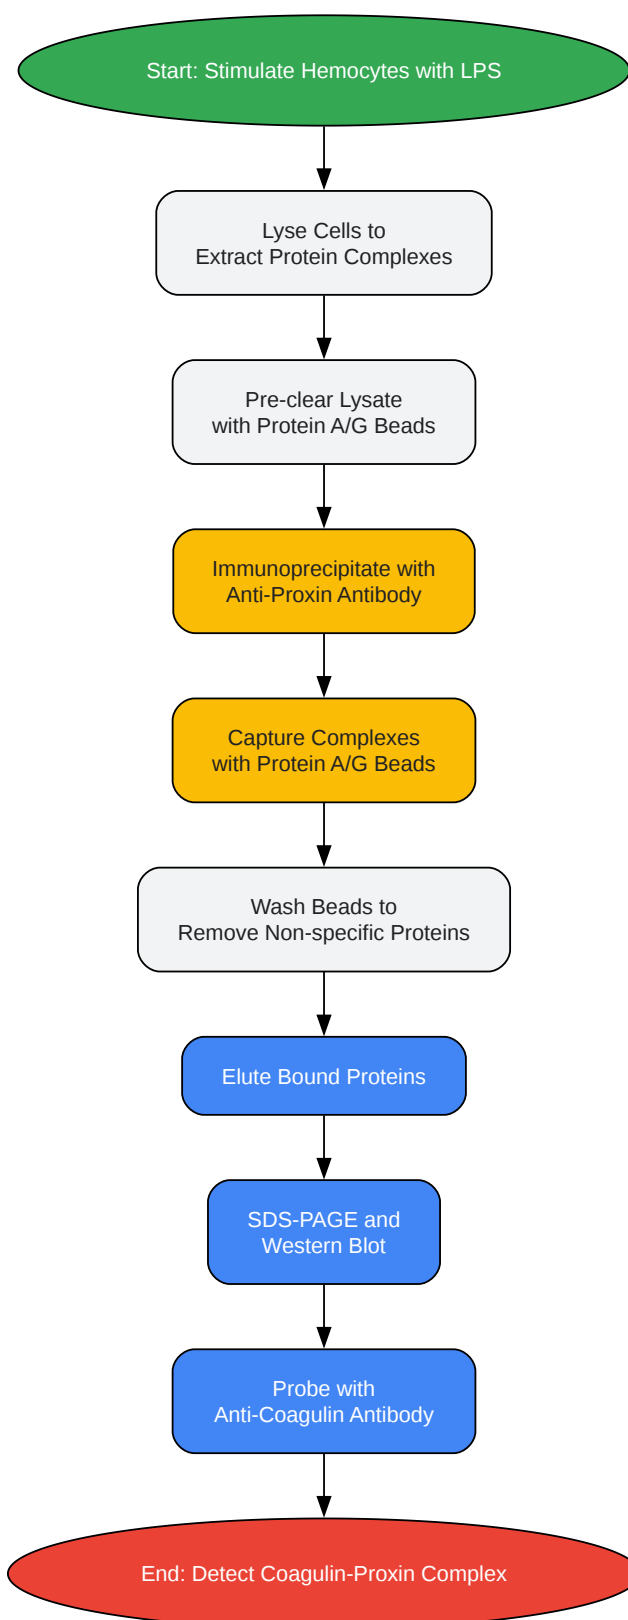 Start: Stimulate Hemocytes with LPS
Lyse Cells to
Extract Protein Complexes
Pre-clear Lysate
with Protein A/G Beads
Immunoprecipitate with
Anti-Proxin Antibody
Capture Complexes
with Protein A/G Beads
Wash Beads to
Remove Non-specific Proteins
Elute Bound Proteins
SDS-PAGE and
Western Blot
Probe with
Anti-Coagulin Antibody
End: Detect Coagulin-Proxin Complex